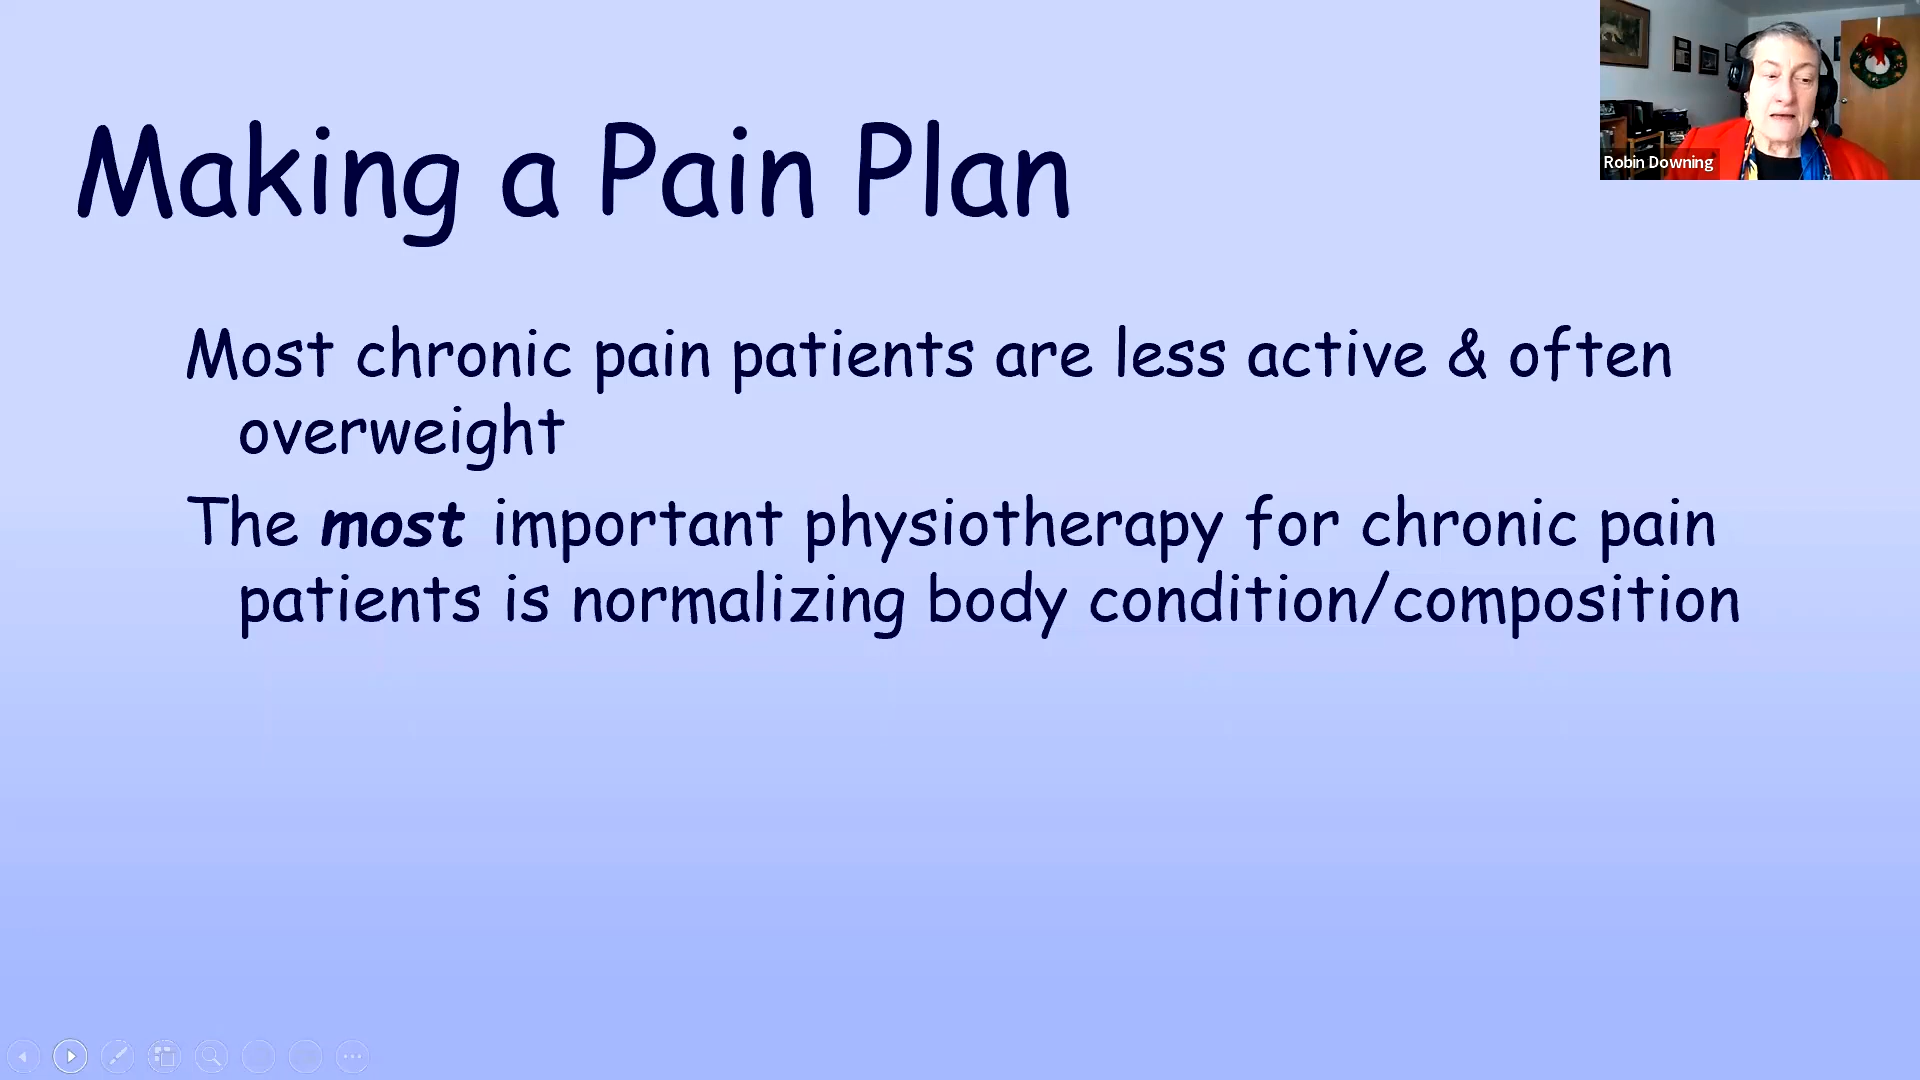 Making a Pain Plan
Robin Downing
Most chronic pain patients are less active & often
overweight
The most important physiotherapy for chronic pain
patients is normalizing body condition/composition